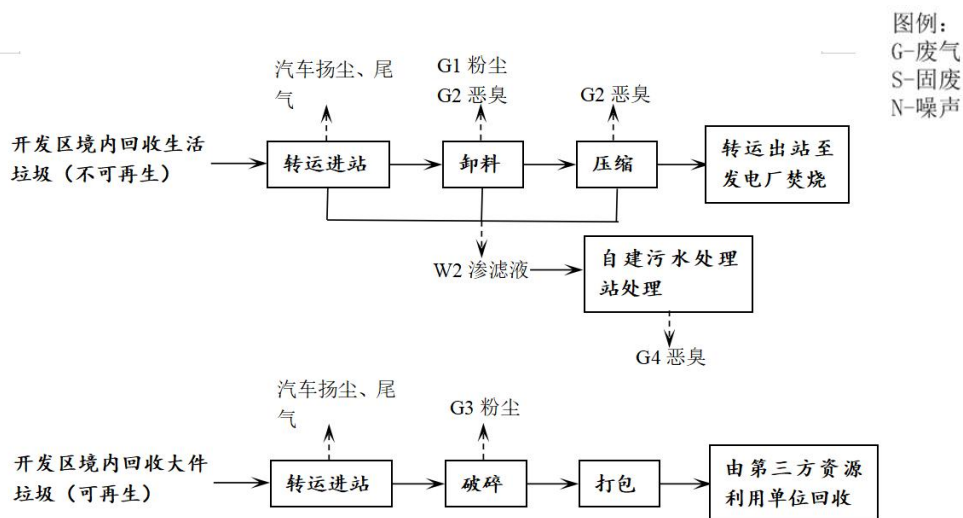 图例：
G-废气
S-固废
N-噪声
汽车扬尘、尾
气
G1 粉尘
G2 恶臭
G2 恶臭
开发区境内回收生活
垃圾（不可再生）
转运进站
卸料
压缩
转运出站至
发电厂焚烧
W2 渗滤液
自建污水处理
站处理
G4 恶臭
汽车扬尘、尾
气
G3 粉尘
开发区境内回收大件
垃圾（可再生）
转运进站
破碎
打包
由第三方资源
利用单位回收